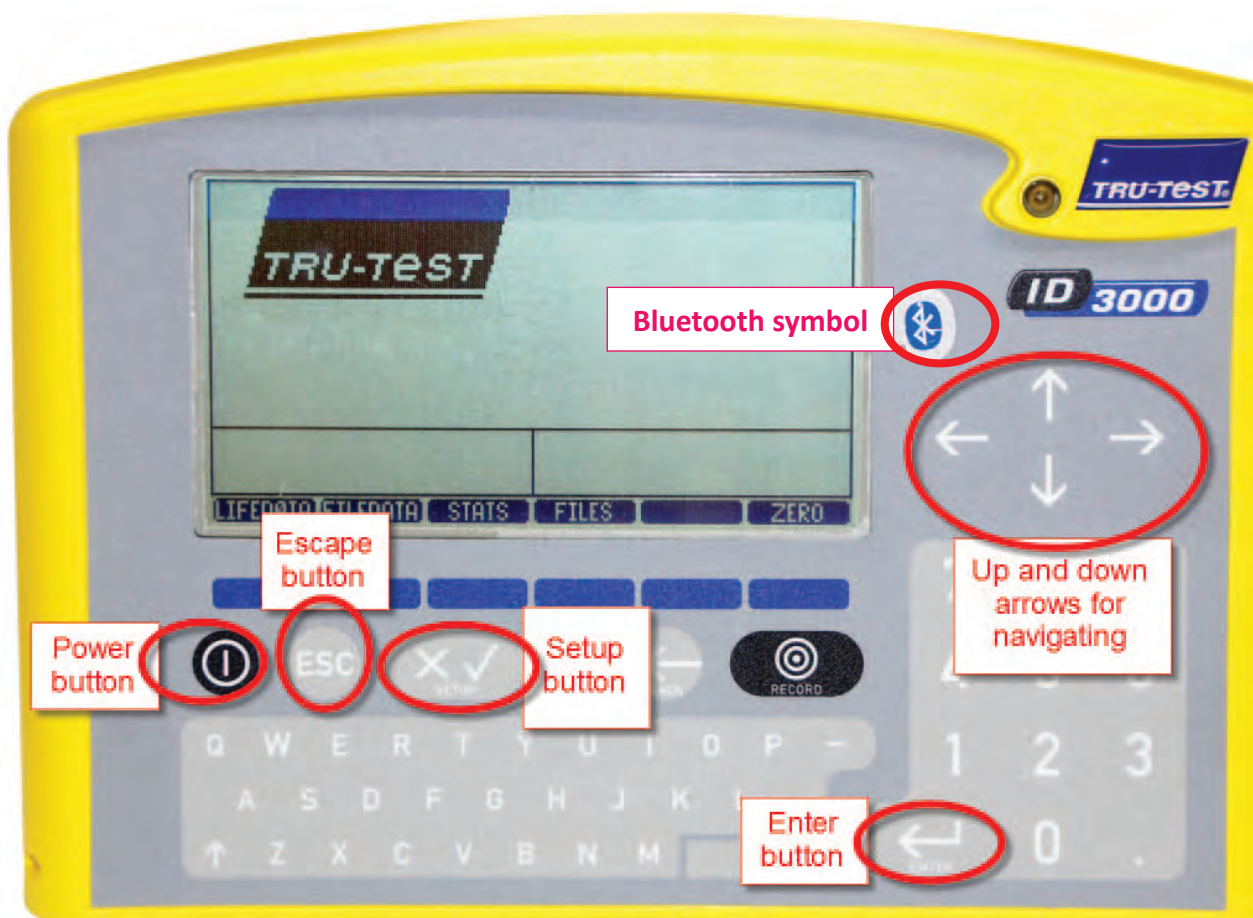 TRU-TEST®
TRU-TeST
ID 3000
Bluetooth symbol
LIFEDATA FILEDATA STATS FILES ZERO
Escape
button
Up and down
arrows for
navigating
Power
button
ESC
SETUP
Setup
button
RECORD
Q W E R T Y U I O P -
A S D F G H J K
Z X C V B N M
1 2 3
Enter
button
ENTER
0 .